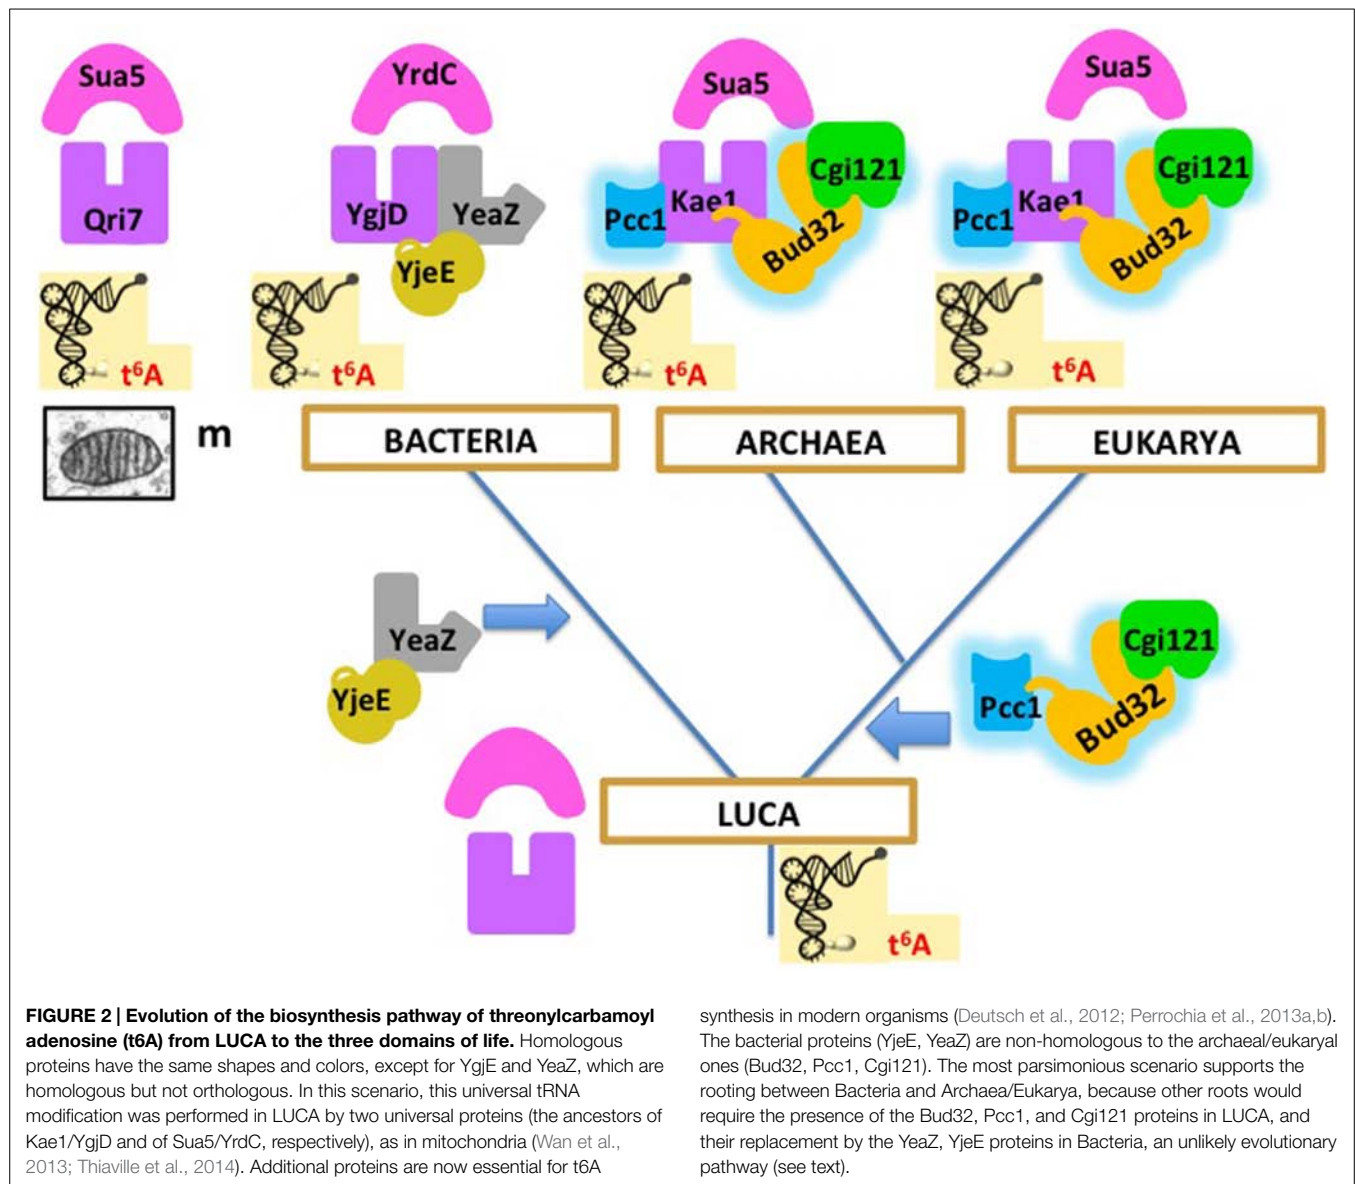 Sua5
YrdC
Sua5
Sua5
Qri7
YgjD
YeaZ
YjeE
Pcc1
Kae1
Bud32
Cgi121
Pcc1
Kae1
Bud32
Cgi121
t⁶A
t⁶A
t⁶A
t⁶A
m
BACTERIA
ARCHAEA
EUKARYA
YeaZ
YjeE
Cgi121
Pcc1
Bud32
LUCA
t⁶A
FIGURE 2 | Evolution of the biosynthesis pathway of threonylcarbamoyl
adenosine (t6A) from LUCA to the three domains of life. Homologous
proteins have the same shapes and colors, except for YgjE and YeaZ, which are
homologous but not orthologous. In this scenario, this universal tRNA
modification was performed in LUCA by two universal proteins (the ancestors of
Kae1/YgjD and of Sua5/YrdC, respectively), as in mitochondria (Wan et al.,
2013; Thiaville et al., 2014). Additional proteins are now essential for t6A
synthesis in modern organisms (Deutsch et al., 2012; Perrochia et al., 2013a,b).
The bacterial proteins (YjeE, YeaZ) are non-homologous to the archaeal/eukaryal
ones (Bud32, Pcc1, Cgi121). The most parsimonious scenario supports the
rooting between Bacteria and Archaea/Eukarya, because other roots would
require the presence of the Bud32, Pcc1, and Cgi121 proteins in LUCA, and
their replacement by the YeaZ, YjeE proteins in Bacteria, an unlikely evolutionary
pathway (see text).